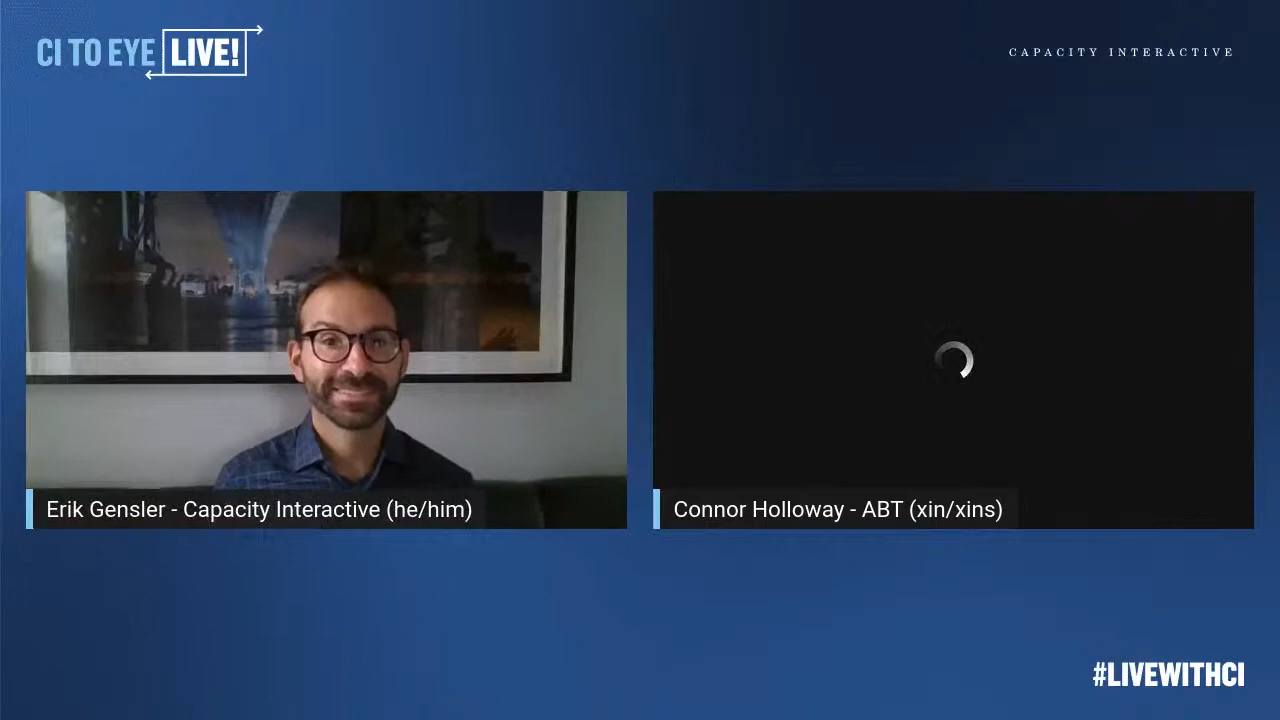 CI TO EYE LIVE!
CAPACITY INTERACTIVE
Erik Gensler - Capacity Interactive (he/him)
Connor Holloway - ABT (xin/xins)
#LIVEWITHCI